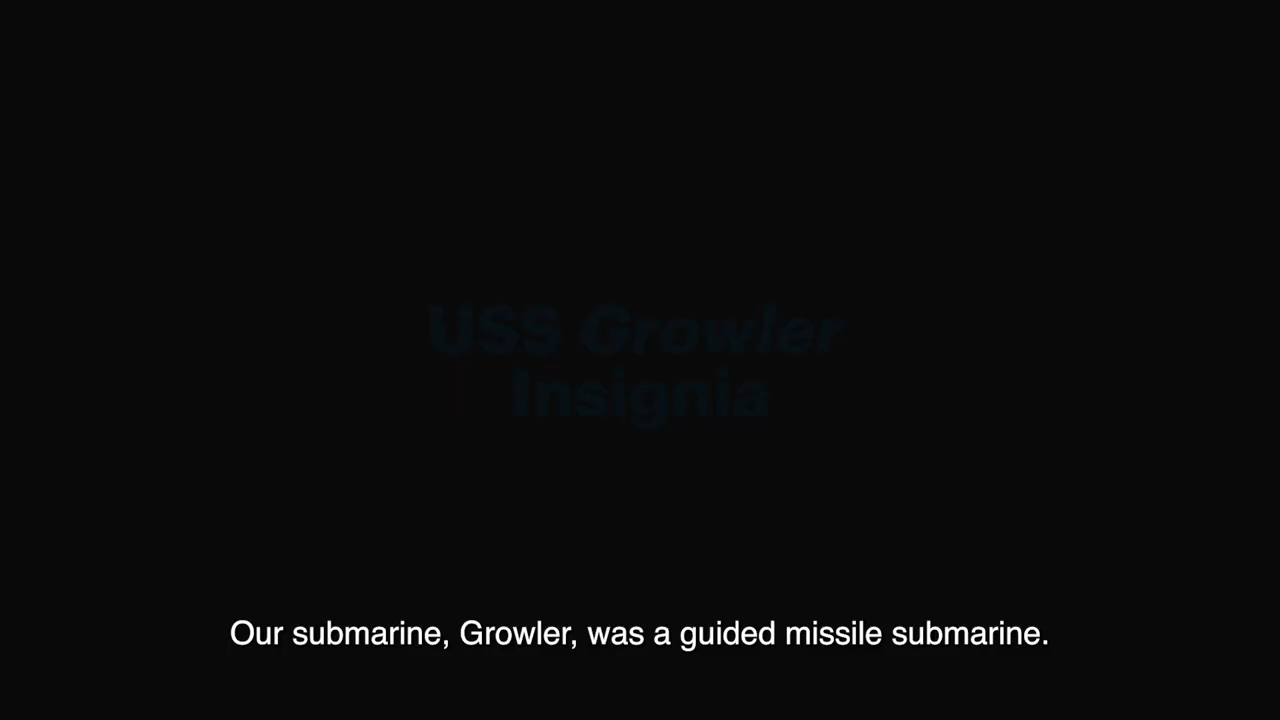 USS Growler
Insignia
Our submarine, Growler, was a guided missile submarine.